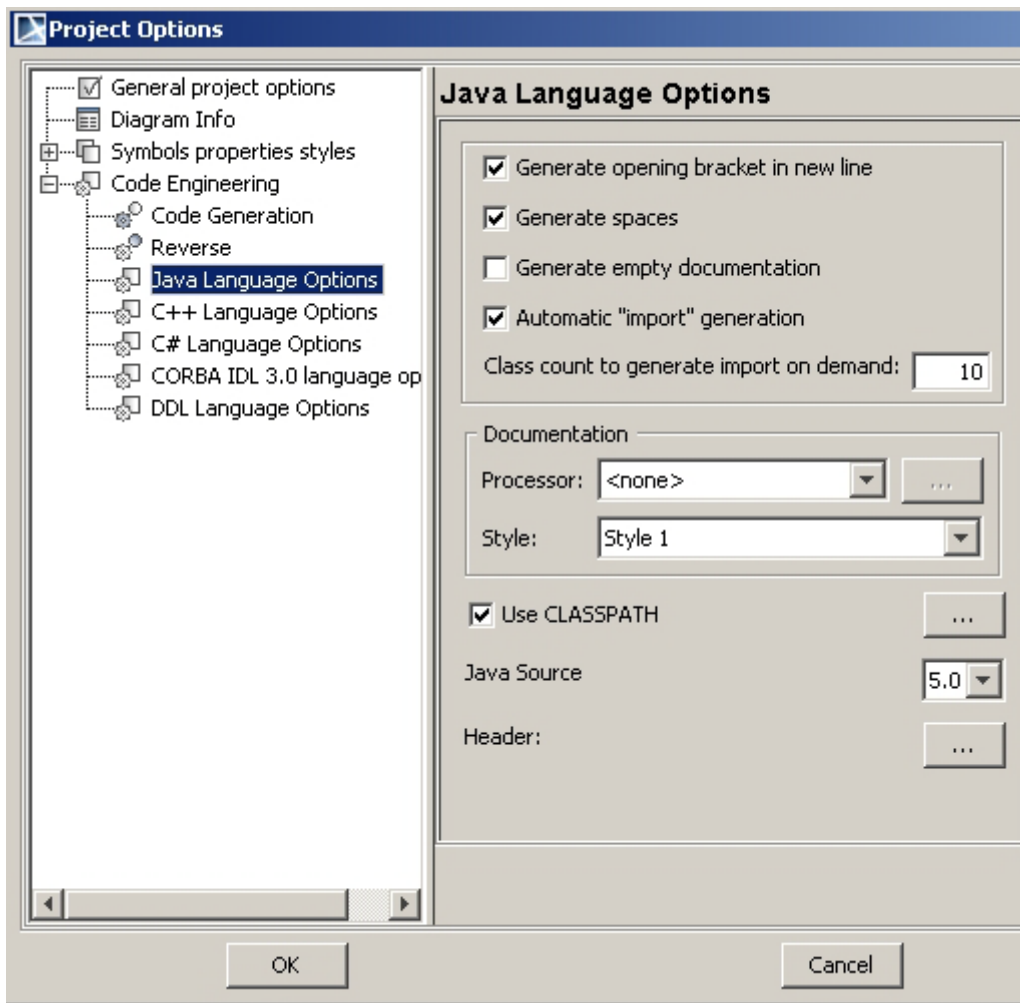 Project Options
General project options
Diagram Info
Symbols properties styles
Code Engineering
Code Generation
Reverse
Java Language Options
C++ Language Options
C# Language Options
CORBA IDL 3.0 language op
DDL Language Options
Java Language Options
Generate opening bracket in new line
Generate spaces
Generate empty documentation
Automatic "import" generation
Class count to generate import on demand: 10
Documentation
Processor: <none> ...
Style: Style 1
Use CLASSPATH ...
Java Source 5.0
Header: ...
OK Cancel